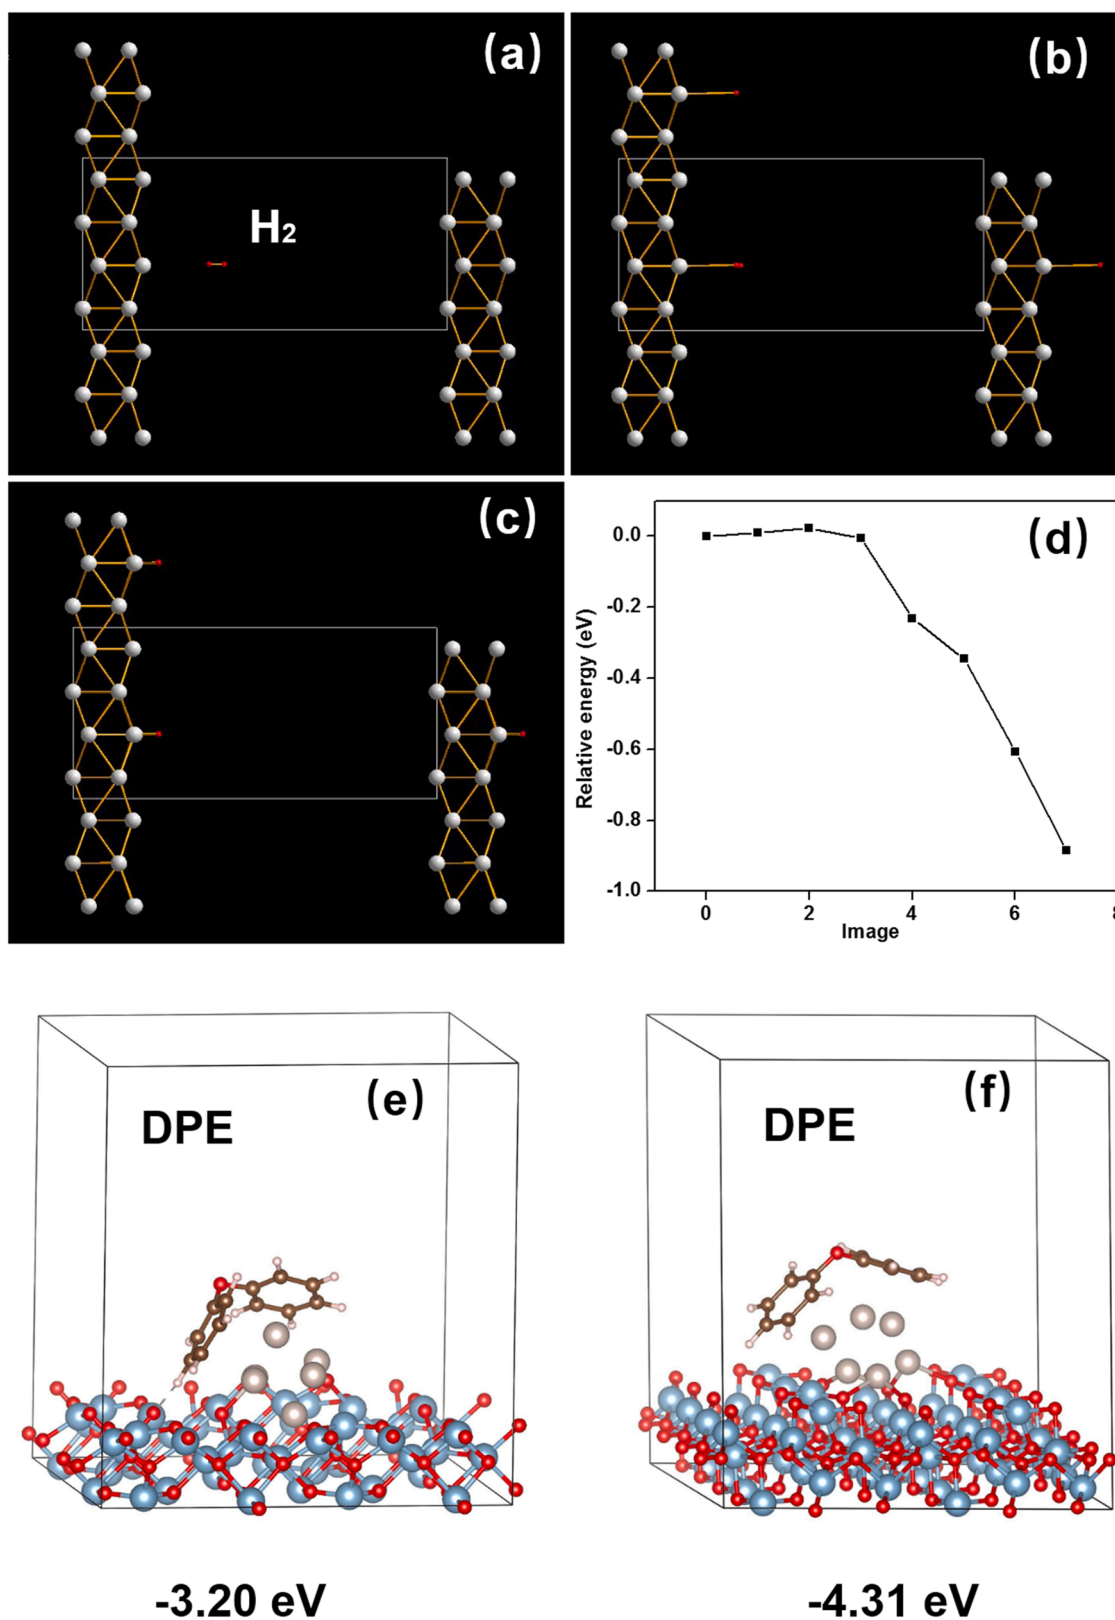 (a)
H2
(b)
(c)
(d)
0.0
-0.2
-0.4
-0.6
-0.8
-1.0
Relative energy (eV)
0 2 4 6 8
Image
(e)
DPE
(f)
DPE
-3.20 eV
-4.31 eV